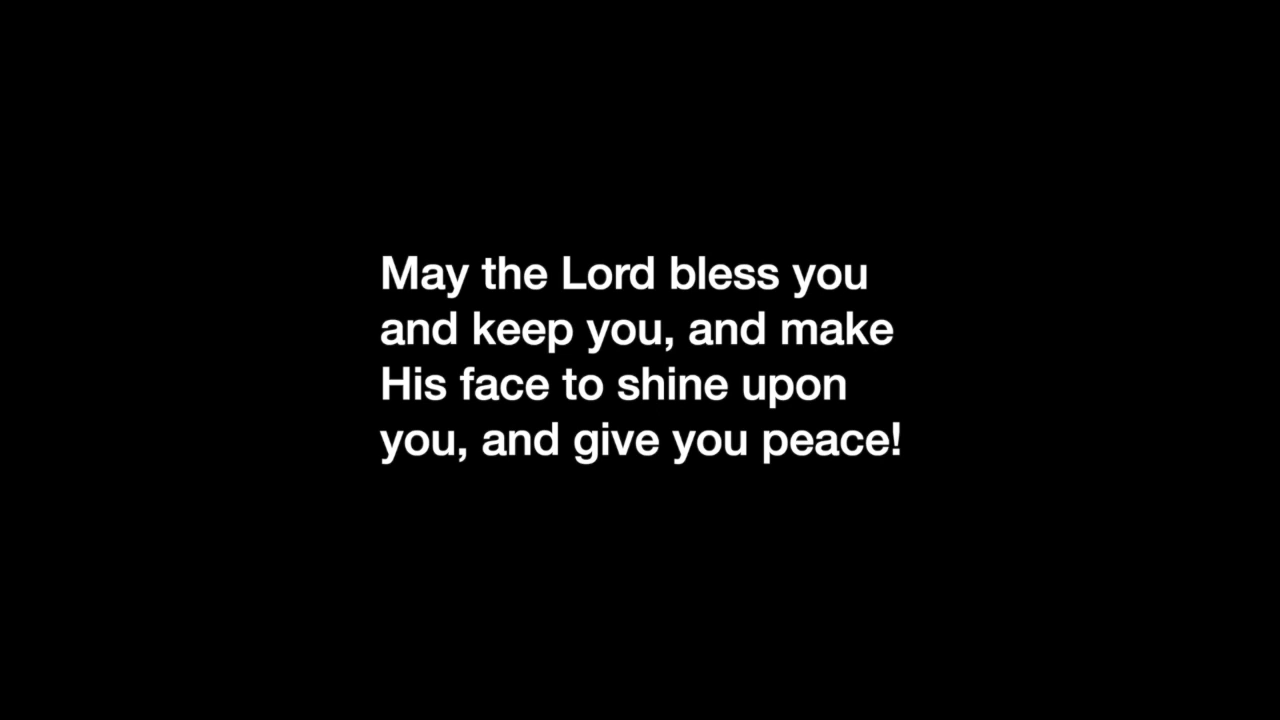 May the Lord bless you
and keep you, and make
His face to shine upon
you, and give you peace!